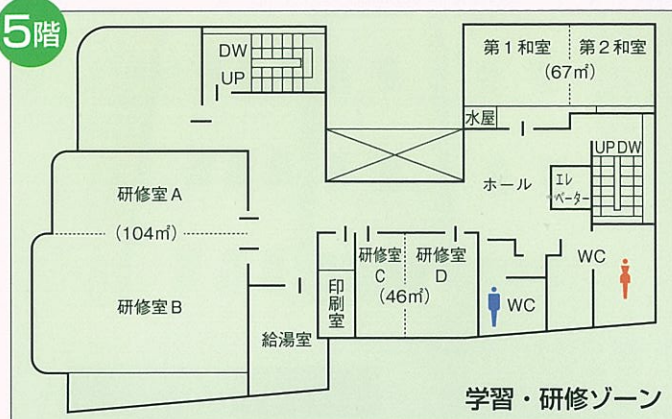 5階
DW
UP
第1和室
第2和室
(67㎡)
水屋
UP DW
ホール
エレ
ベーター
研修室A
(104㎡)
研修室B
研修室
C
研修室
D
(46㎡)
印刷室
給湯室
WC
WC
学習・研修ゾーン